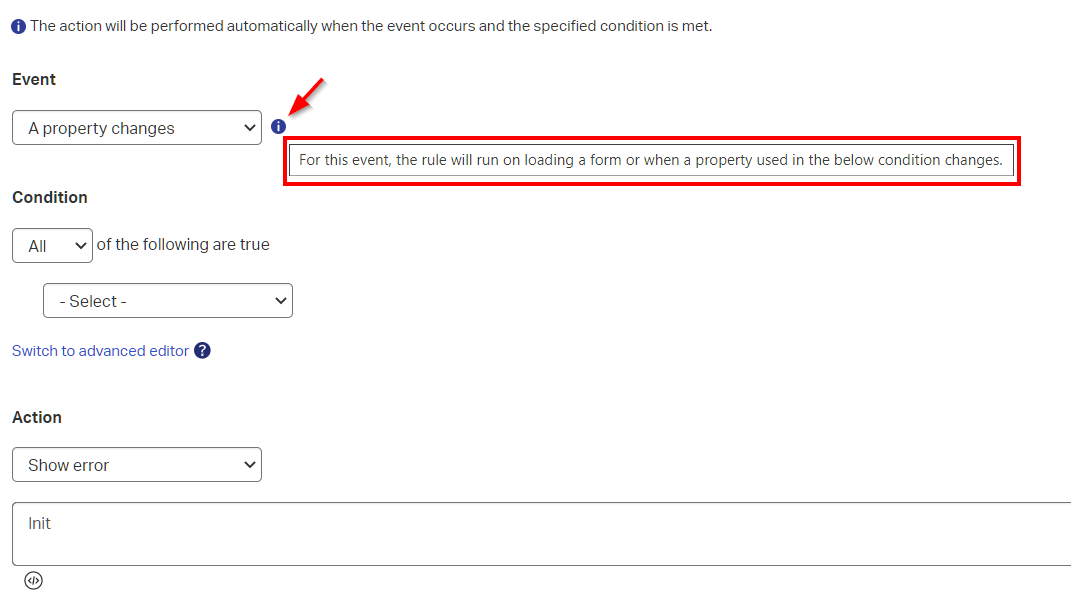 The action will be performed automatically when the event occurs and the specified condition is met.
Event
A property changes
For this event, the rule will run on loading a form or when a property used in the below condition changes.
Condition
All of the following are true
- Select -
Switch to advanced editor ?
Action
Show error
Init